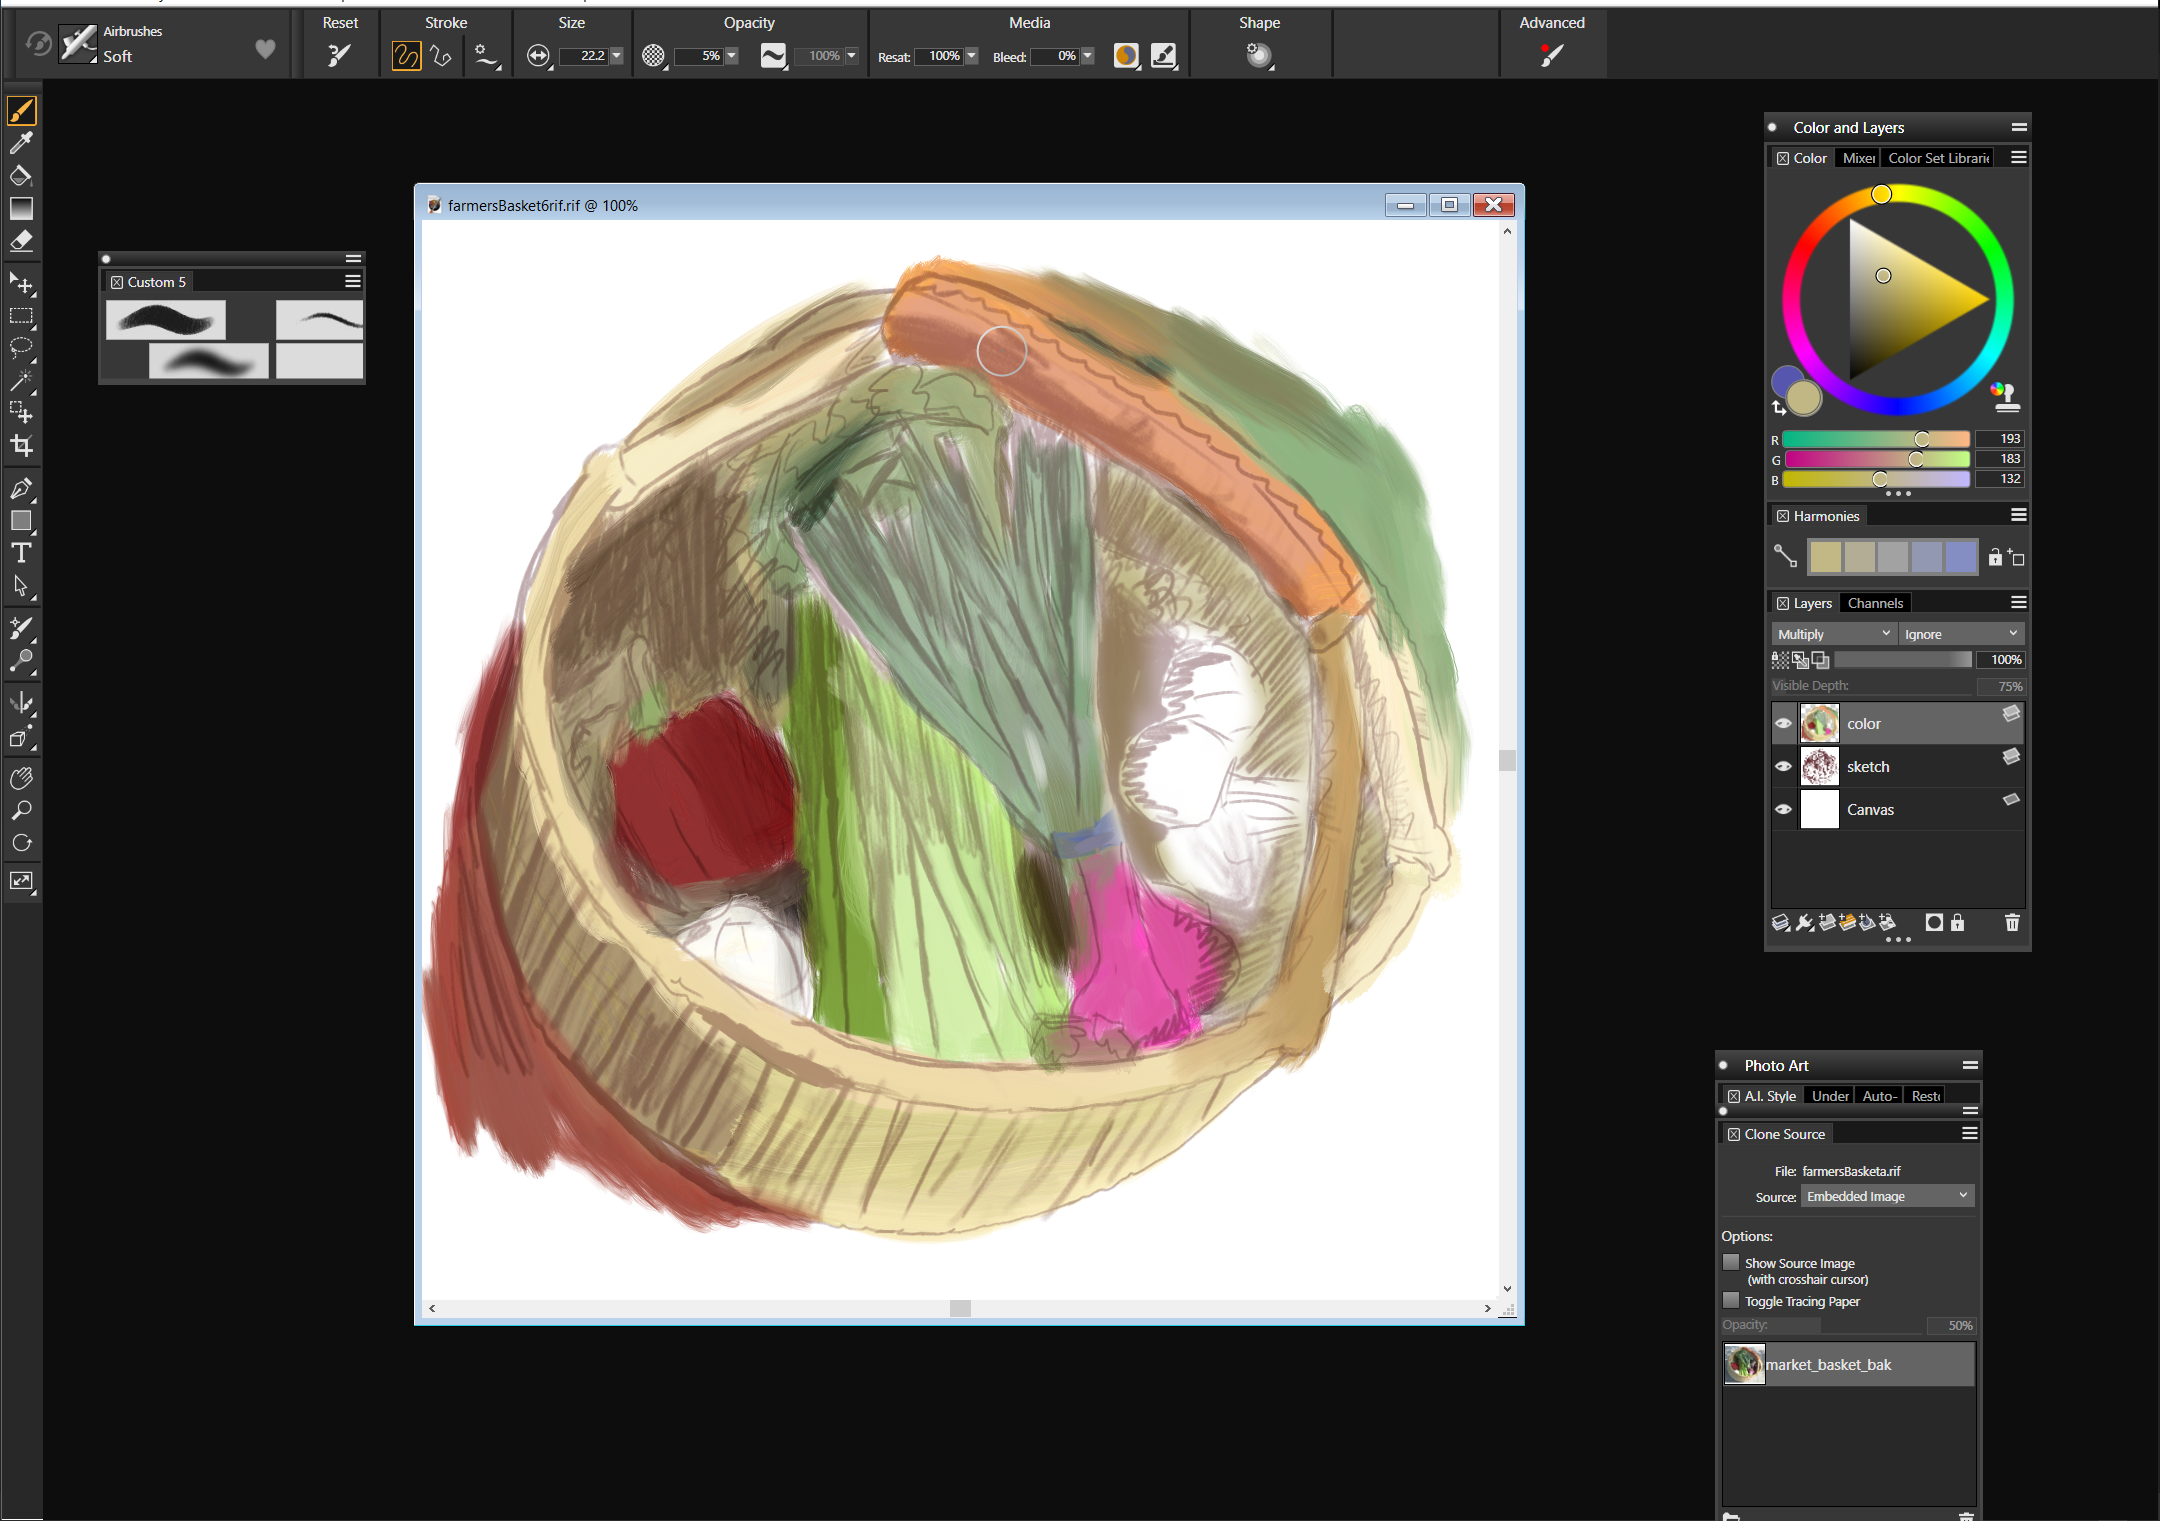 Airbrushes
Soft
Reset
Stroke
Size
22.2
Opacity
5%
100%
Media
Resat: 100%
Bleed: 0%
Shape
Advanced
farmersBasket6rif.rif @ 100%
Custom 5
Color and Layers
Color
Mixer
Color Set Librarie
R 193
G 183
B 132
Harmonies
Layers
Channels
Multiply
Ignore
100%
Visible Depth: 75%
color
sketch
Canvas
Photo Art
A.I. Style
Under
Auto-
Resto
Clone Source
File: farmersBasketa.rif
Source: Embedded Image
Options:
Show Source Image
(with crosshair cursor)
Toggle Tracing Paper
Opacity: 50%
market_basket_bak
T